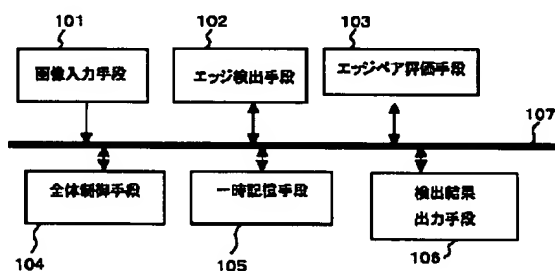 101
102
103
画像入力手段
エッジ検出手段
エッジペア評価手段
107
全体制御手段
一時記憶手段
検出結果
出力手段
104
105
106